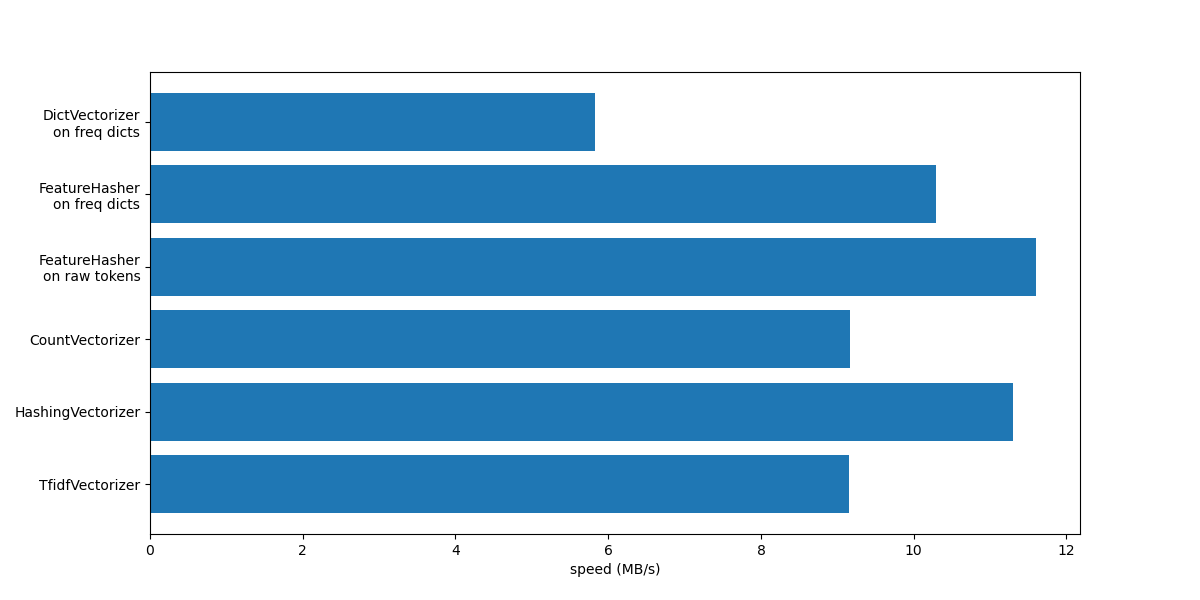 DictVectorizer
on freq dicts
FeatureHasher
on freq dicts
FeatureHasher
on raw tokens
CountVectorizer
HashingVectorizer
TfidfVectorizer
0 2 4 6 8 10 12
speed (MB/s)